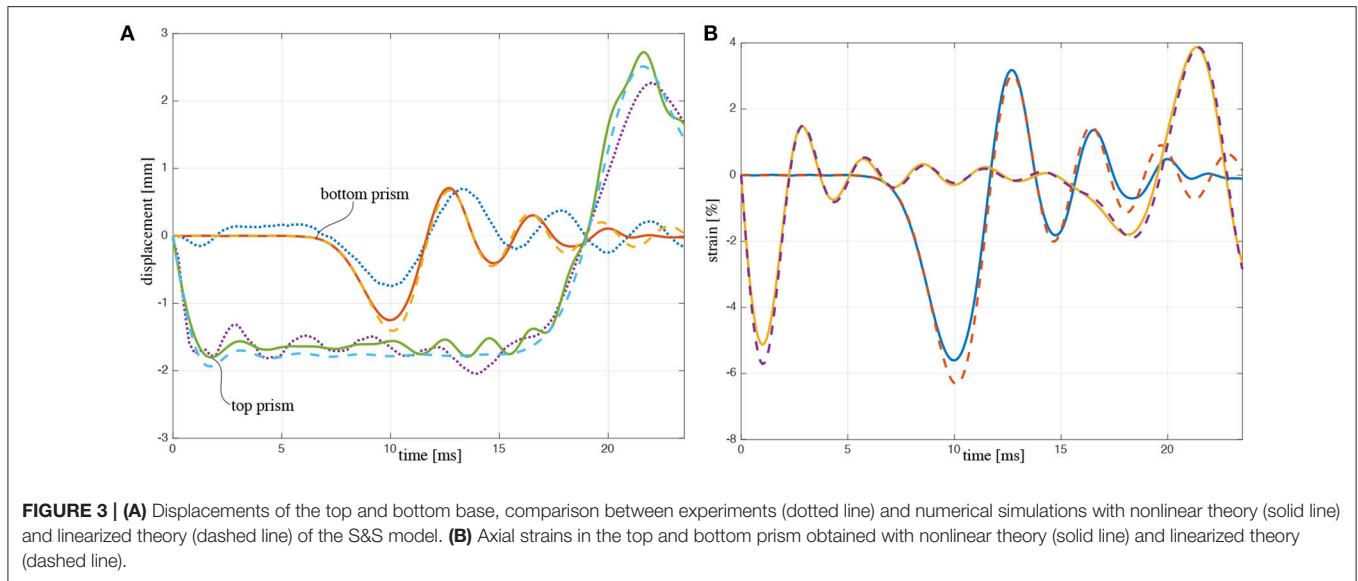 A
3
2
1
0
-1
-2
-3
displacement [mm]
bottom prism
top prism
0
5
10
15
20
time [ms]
B
4
2
0
-2
-4
-6
-8
strain [%]
0
5
10
15
20
time [ms]
FIGURE 3 | (A) Displacements of the top and bottom base, comparison between experiments (dotted line) and numerical simulations with nonlinear theory (solid line)
and linearized theory (dashed line) of the S&S model. (B) Axial strains in the top and bottom prism obtained with nonlinear theory (solid line) and linearized theory
(dashed line).